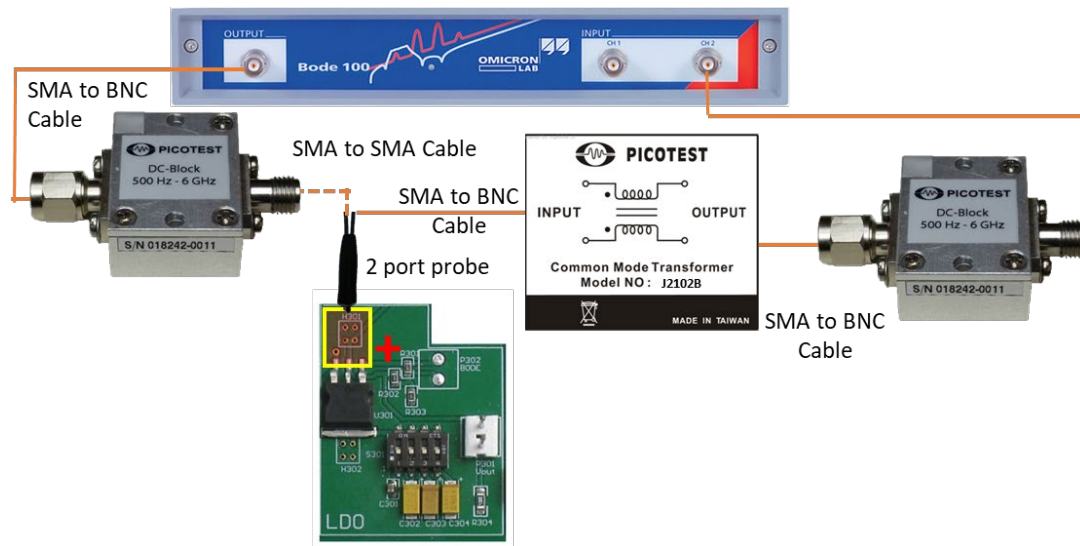 OUTPUT
INPUT
CH 1
CH 2
Bode 100
OMICRON
LAB
SMA to BNC
Cable
PICOTEST
DC-Block
500 Hz - 6 GHz
S/N 018242-0011
SMA to SMA Cable
SMA to BNC
Cable
2 port probe
PICOTEST
INPUT
OUTPUT
Common Mode Transformer
Model NO : J2102B
MADE IN TAIWAN
PICOTEST
DC-Block
500 Hz - 6 GHz
S/N 018242-0011
SMA to BNC
Cable
H301
+
R301
P302
BODE
R302
R303
U301
H302
S301
ON
P301
Vout
C301
C302
C303
C304
R304
LDO